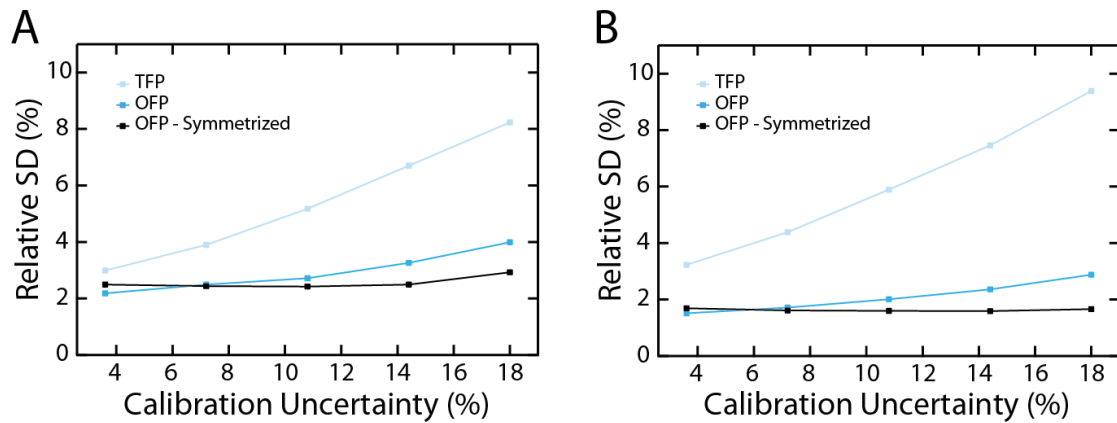 A
Relative SD (%)
10
8
6
4
2
0
TFP
OFP
OFP - Symmetrized
4 6 8 10 12 14 16 18
Calibration Uncertainty (%)
B
Relative SD (%)
10
8
6
4
2
0
TFP
OFP
OFP - Symmetrized
4 6 8 10 12 14 16 18
Calibration Uncertainty (%)